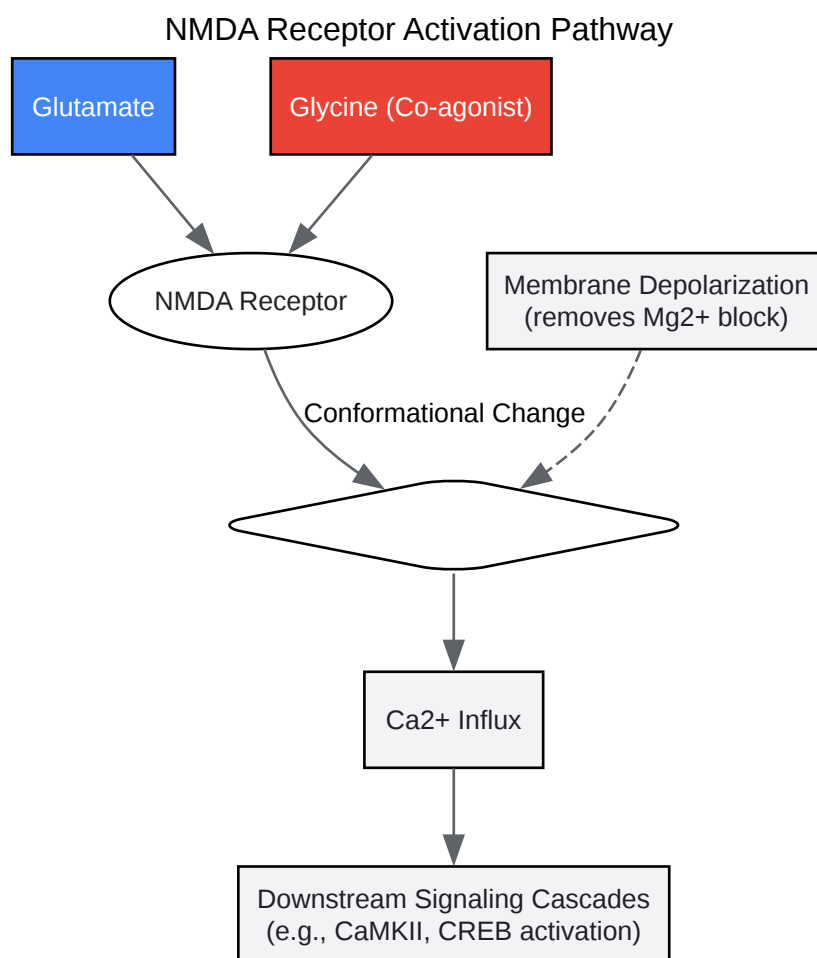 NMDA Receptor Activation Pathway
Glutamate
Glycine (Co-agonist)
NMDA Receptor
Membrane Depolarization
(removes Mg2+ block)
Conformational Change
Ca2+ Influx
Downstream Signaling Cascades
(e.g., CaMKII, CREB activation)